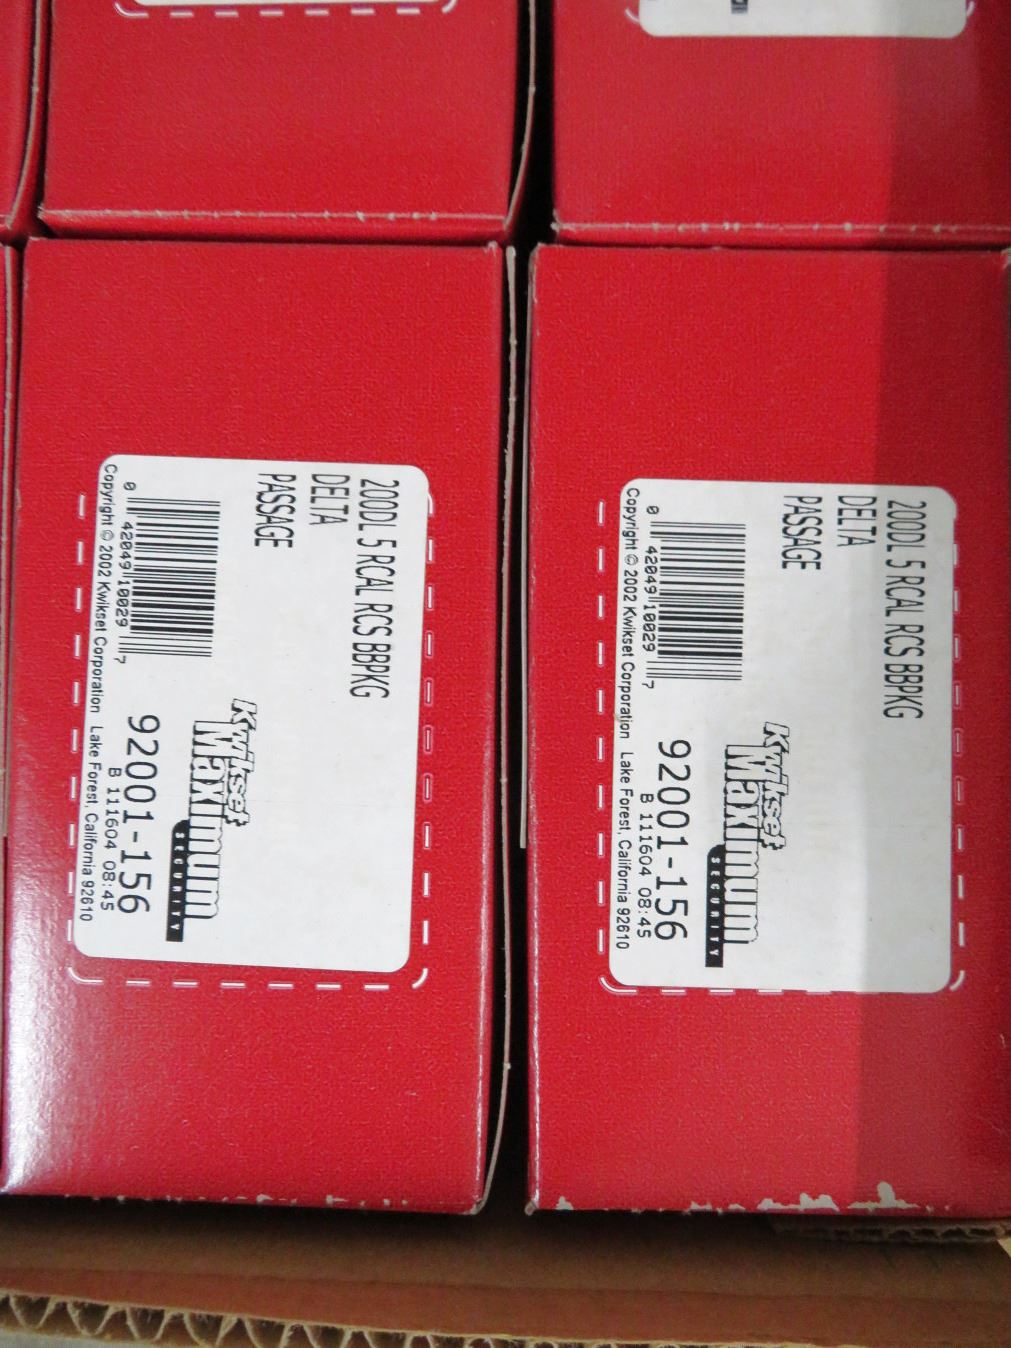 200DL 5 RCAL RCS BBPKG
DELTA
PASSAGE
Kwikset
Maximum
SECURITY
0 42049 10029 7
92001-156
B 111604 08:45
Copyright © 2002 Kwikset Corporation Lake Forest, California 92610
200DL 5 RCAL RCS BBPKG
DELTA
PASSAGE
Kwikset
Maximum
SECURITY
0 42049 10029 7
92001-156
B 111604 08:45
Copyright © 2002 Kwikset Corporation Lake Forest, California 92610